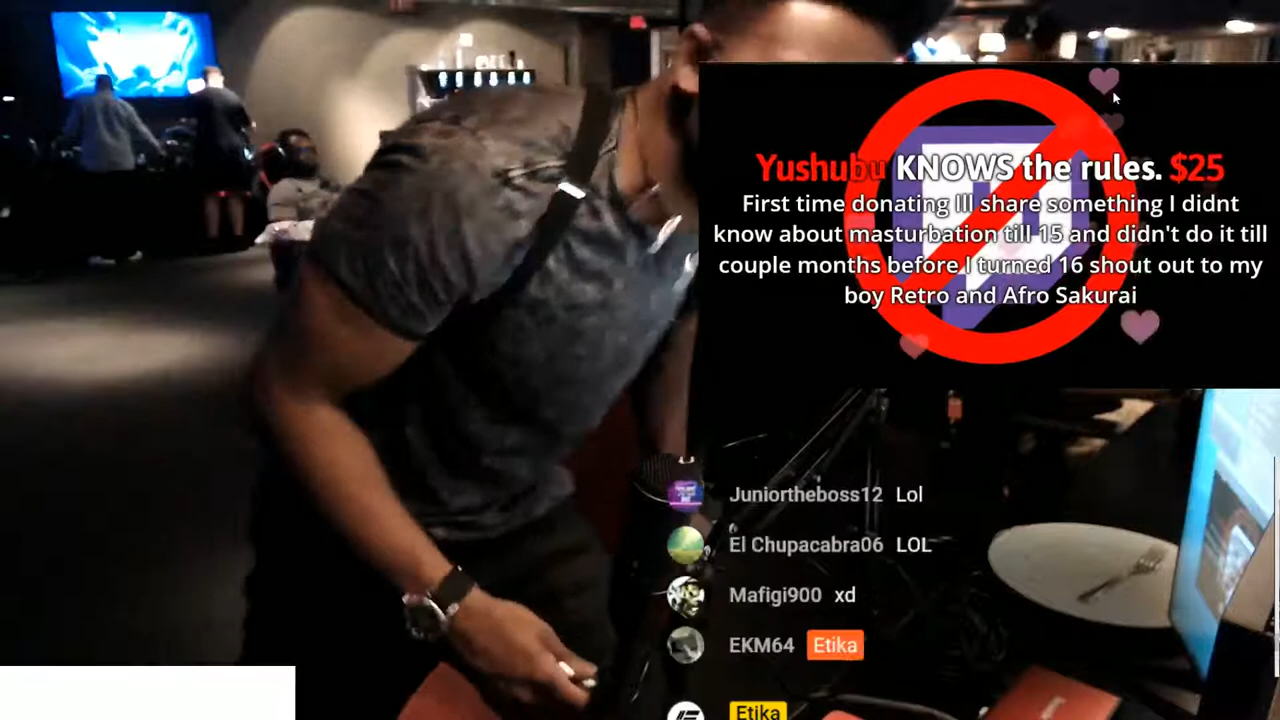 Yushubu KNOWS the rules. $25
First time donating Ill share something I didnt
know about masturbation till 15 and didn't do it till
couple months before I turned 16 shout out to my
boy Retro and Afro Sakurai
Juniortheboss12 Lol
El Chupacabra06 LOL
Mafigi900 xd
EKM64 Etika
Etika